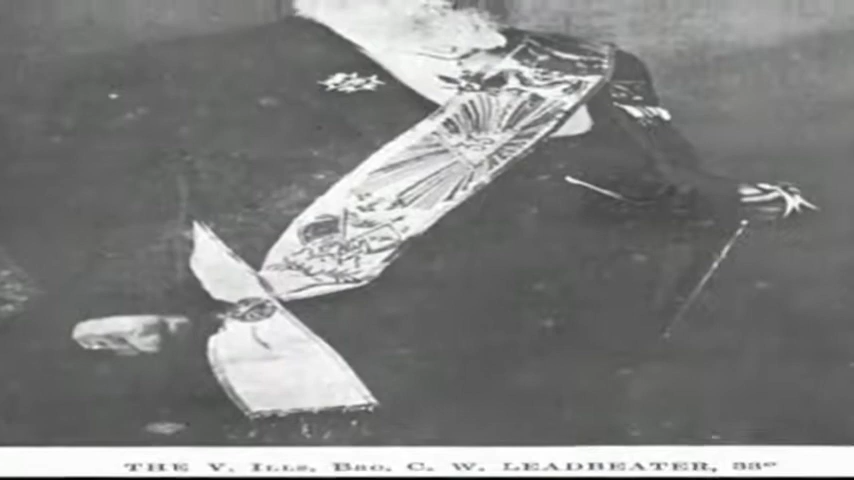 THE V. ILLS. BRO. C. W. LEADBEATER, 33°